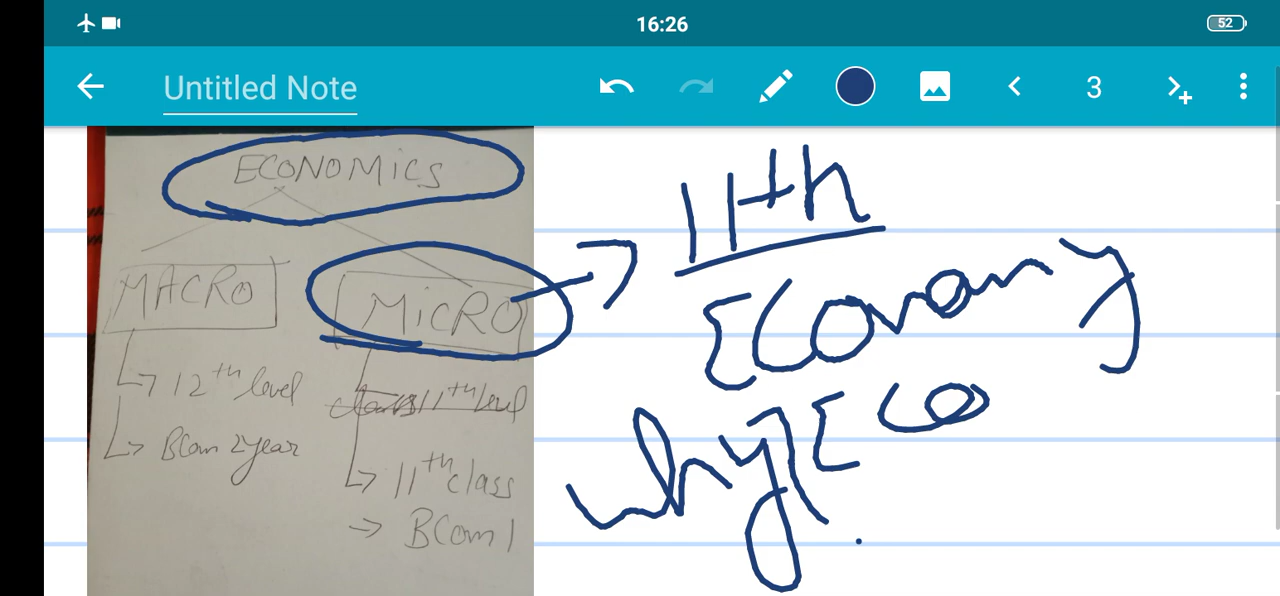 16:26
52
Untitled Note
3
ECONOMICS
MACRO
MiCRO
12th level
11th level
BCom 2year
11th class
BCom 1
11th
Economy
why Eco